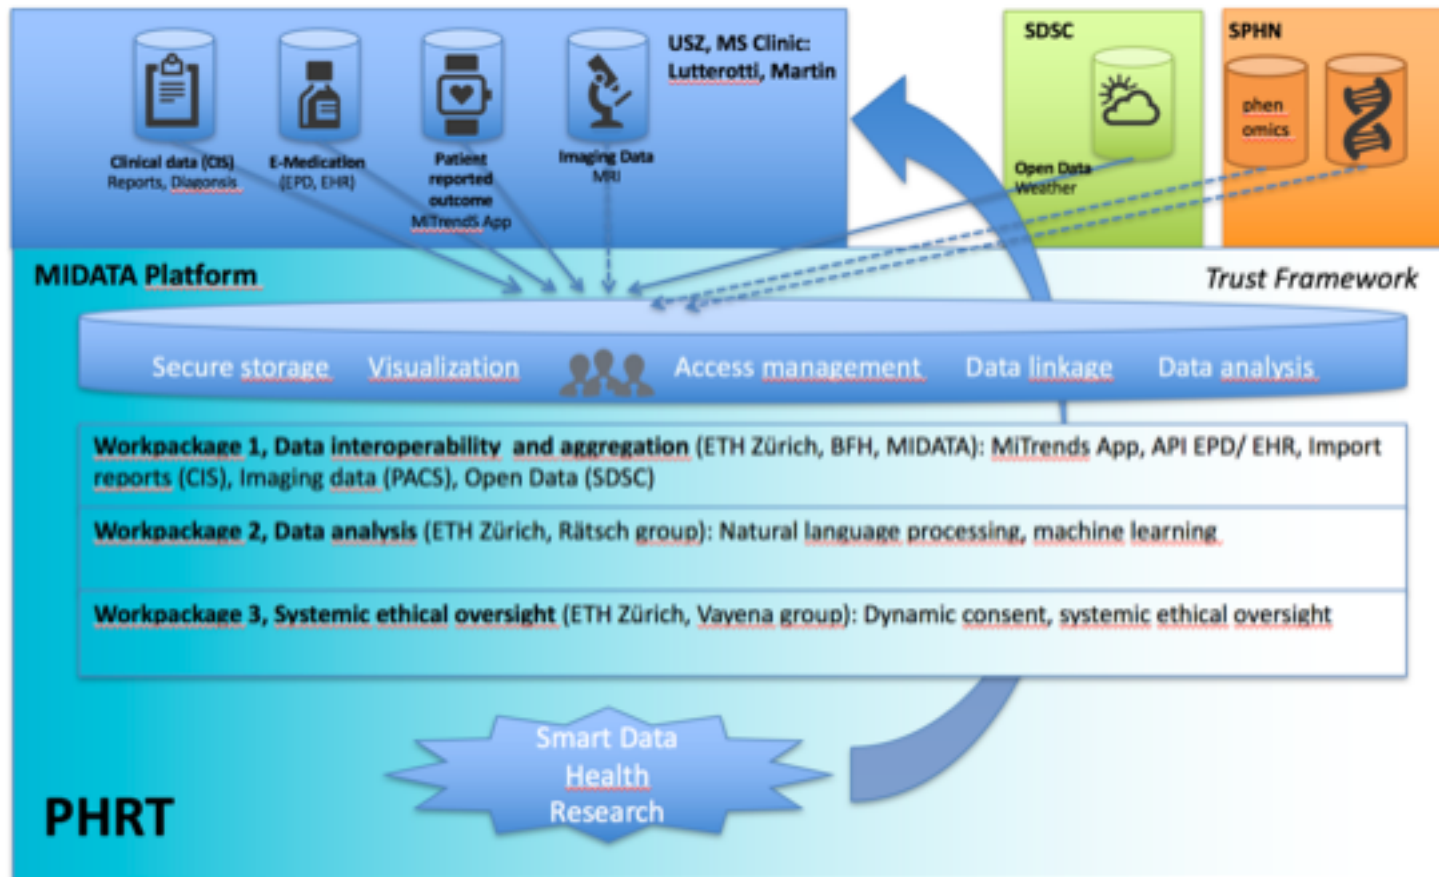 USZ, MS Clinic:
Lutterotti, Martin
SDSC
SPHN
phen
omics
Clinical data (CIS)
Reports, Diagonsis
E-Medication
(EPD, EHR)
Patient
reported
outcome
MiTrendS App
Imaging Data
MRI
Open Data
Weather
MIDATA Platform
Trust Framework
Secure storage
Visualization
Access management
Data linkage
Data analysis
Workpackage 1, Data interoperability and aggregation (ETH Zürich, BFH, MIDATA): MiTrends App, API EPD/ EHR, Import
reports (CIS), Imaging data (PACS), Open Data (SDSC)
Workpackage 2, Data analysis (ETH Zürich, Rätsch group): Natural language processing, machine learning
Workpackage 3, Systemic ethical oversight (ETH Zürich, Vayena group): Dynamic consent, systemic ethical oversight
Smart Data
Health
Research
PHRT